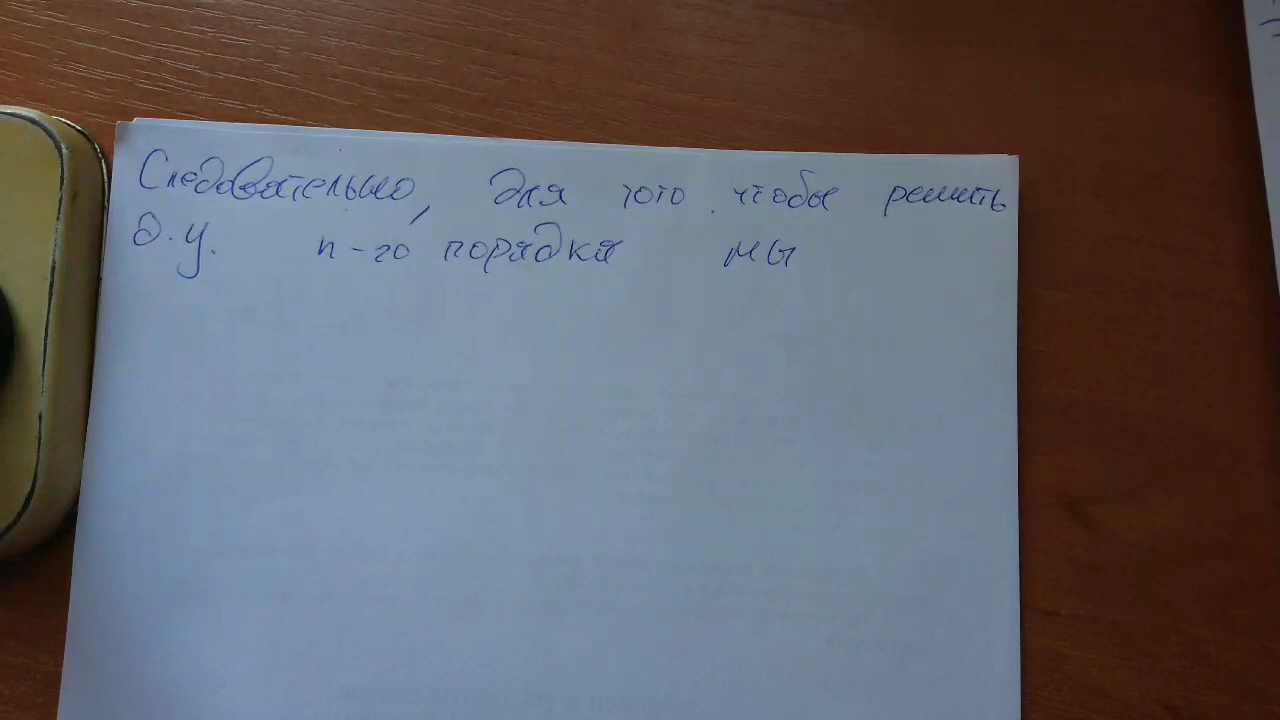 Следовательно, для того чтобы решить
д.у. n-го порядка мы